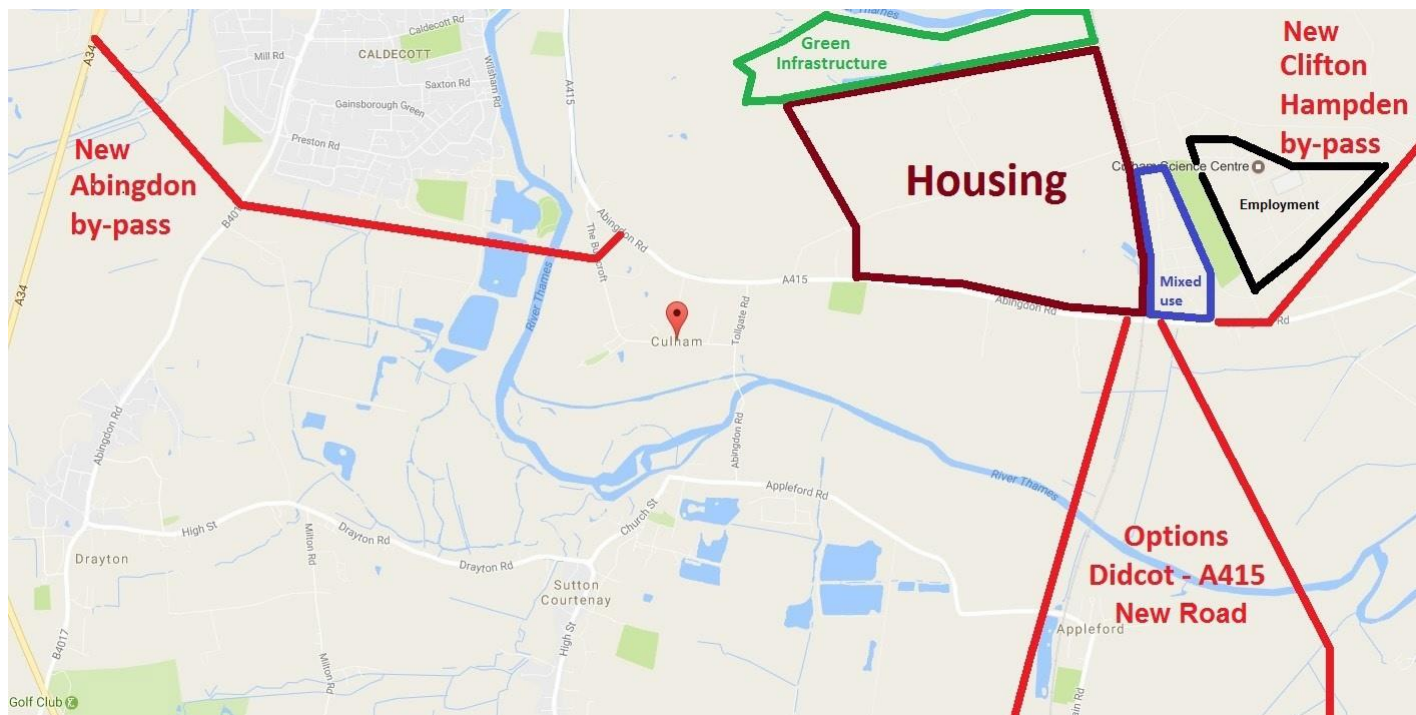 A34
Caldecott Rd
CALDECOTT
Mill Rd
Saxton Rd
Gainsborough Green
Preston Rd
Wilsham Rd
A415
Thames
Green
Infrastructure
New
Clifton
Hampden
by-pass
New
Abingdon
by-pass
Housing
Science Centre
Employment
Mixed
use
Abingdon Rd
The Burycroft
A415
Abingdon Rd
Rd
A34
River Thames
Culham
Tollgate Rd
Abingdon Rd
Abingdon Rd
River Thames
Appleford Rd
Church St
High St
Drayton Rd
Milton Rd
Drayton
Drayton Rd
Sutton
Courtenay
High St
Options
Didcot - A415
New Road
Appleford
B4017
Milton Rd
Golf Club